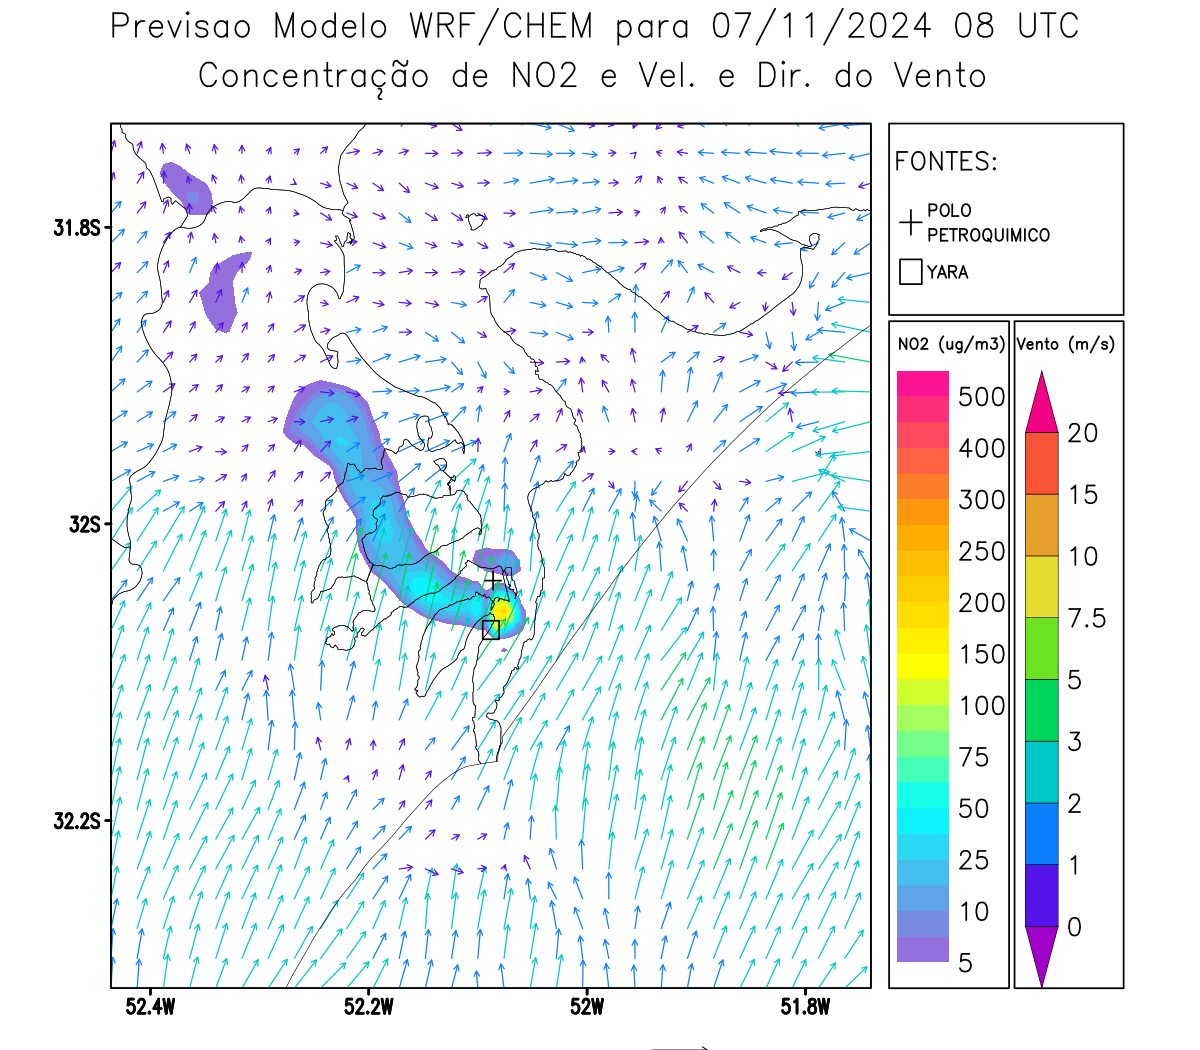 Previsao Modelo WRF/CHEM para 07/11/2024 08 UTC
Concentração de NO2 e Vel. e Dir. do Vento
FONTES:
POLO
PETROQUIMICO
YARA
31.8S
32S
32.2S
52.4W
52.2W
52W
51.8W
NO2 (ug/m3)
500
400
300
250
200
150
100
75
50
25
10
5
Vento (m/s)
20
15
10
7.5
5
3
2
1
0